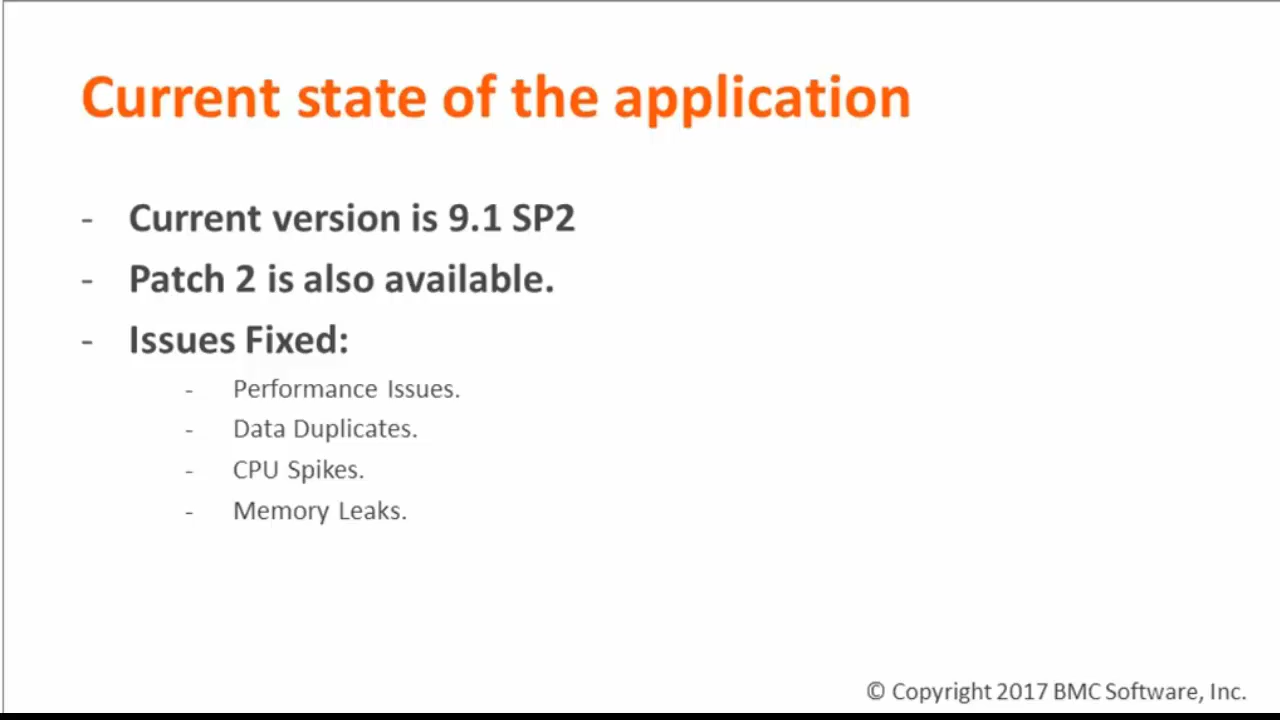 Current state of the application
- Current version is 9.1 SP2
- Patch 2 is also available.
- Issues Fixed:
- Performance Issues.
- Data Duplicates.
- CPU Spikes.
- Memory Leaks.
© Copyright 2017 BMC Software, Inc.